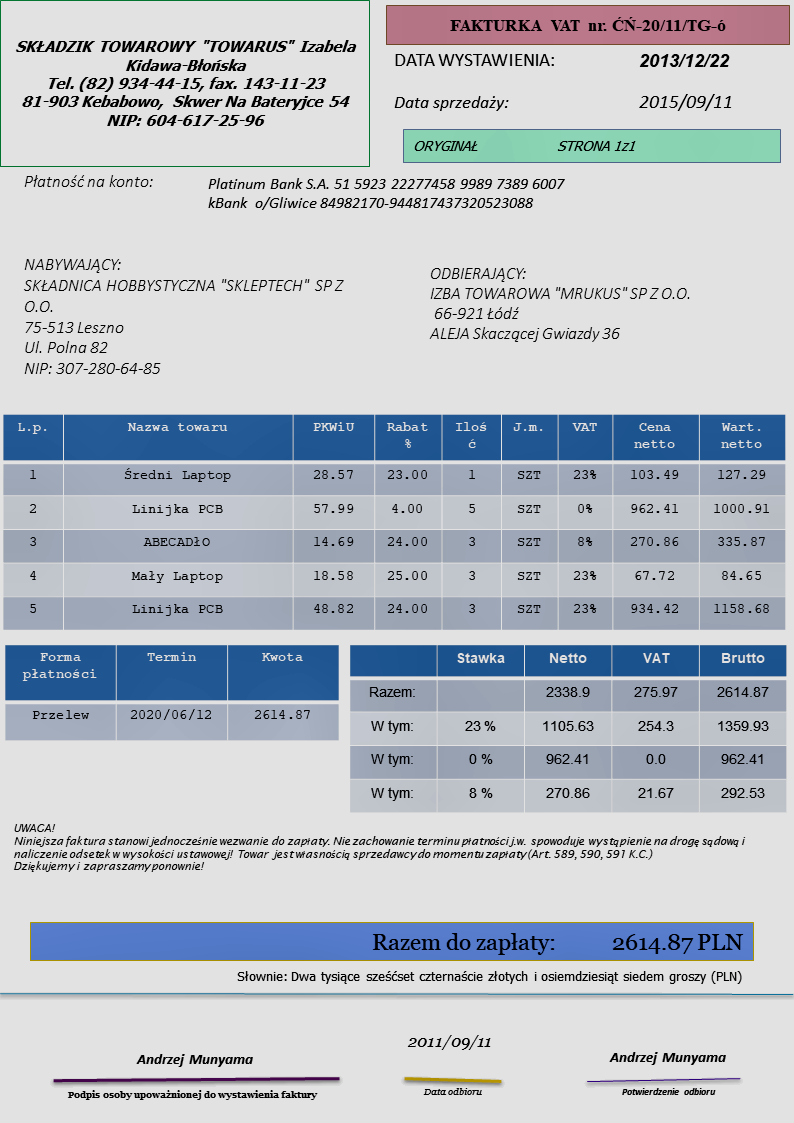 SKŁADZIK TOWAROWY "TOWARUS" Izabela
Kidawa-Błońska
Tel. (82) 934-44-15, fax. 143-11-23
81-903 Kebabowo, Skwer Na Bateryjce 54
NIP: 604-617-25-96
FAKTURKA VAT nr. ĆŃ-20/11/TG-ó
DATA WYSTAWIENIA: 2013/12/22
Data sprzedaży: 2015/09/11
ORYGINAŁ STRONA 1z1
Płatność na konto: Platinum Bank S.A. 51 5923 22277458 9989 7389 6007
kBank o/Gliwice 84982170-944817437320523088
NABYWAJĄCY:
SKŁADNICA HOBBYSTYCZNA "SKLEPTECH" SP Z
O.O.
75-513 Leszno
Ul. Polna 82
NIP: 307-280-64-85
ODBIERAJĄCY:
IZBA TOWAROWA "MRUKUS" SP Z O.O.
66-921 Łódź
ALEJA Skaczącej Gwiazdy 36
L.p. Nazwa towaru PKWiU Rabat Iloś J.m. VAT Cena Wart.
% ć netto netto
1 Średni Laptop 28.57 23.00 1 SZT 23% 103.49 127.29
2 Linijka PCB 57.99 4.00 5 SZT 0% 962.41 1000.91
3 ABECADŁO 14.69 24.00 3 SZT 8% 270.86 335.87
4 Mały Laptop 18.58 25.00 3 SZT 23% 67.72 84.65
5 Linijka PCB 48.82 24.00 3 SZT 23% 934.42 1158.68
Forma Termin Kwota
płatności
Przelew 2020/06/12 2614.87
Stawka Netto VAT Brutto
Razem: 2338.9 275.97 2614.87
W tym: 23 % 1105.63 254.3 1359.93
W tym: 0 % 962.41 0.0 962.41
W tym: 8 % 270.86 21.67 292.53
UWAGA!
Niniejsza faktura stanowi jednocześnie wezwanie do zapłaty. Nie zachowanie terminu płatności j.w. spowoduje wystąpienie na drogę sądową i
naliczenie odsetek w wysokości ustawowej! Towar jest własnością sprzedawcy do momentu zapłaty (Art. 589, 590, 591 K.C.)
Dziękujemy i zapraszamy ponownie!
Razem do zapłaty: 2614.87 PLN
Słownie: Dwa tysiące sześćset czternaście złotych i osiemdziesiąt siedem groszy (PLN)
Andrzej Munyama
Podpis osoby upoważnionej do wystawienia faktury
2011/09/11
Data odbioru
Andrzej Munyama
Potwierdzenie odbioru